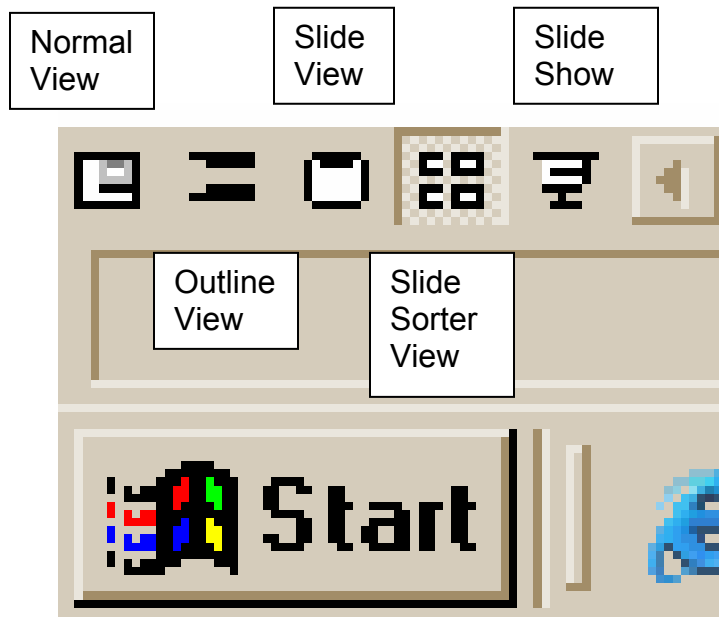 Normal
View
Slide
View
Slide
Show
Outline
View
Slide
Sorter
View
Start